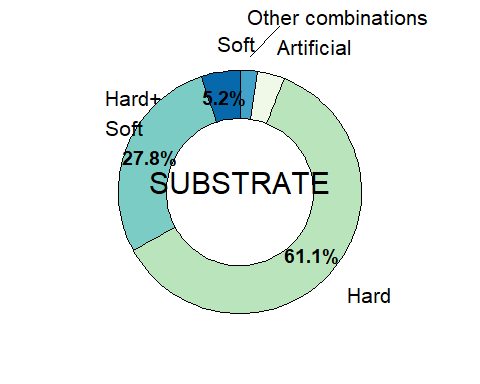 Other combinations
Soft
Artificial
Hard+
Soft
5.2%
27.8%
SUBSTRATE
61.1%
Hard